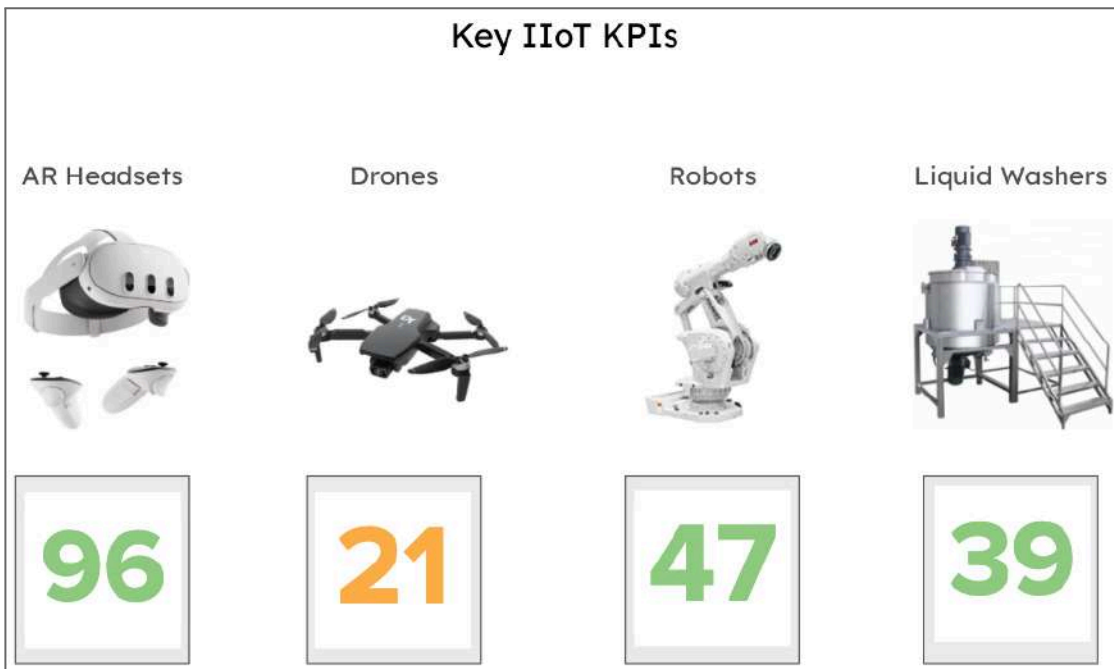 Key IIoT KPIs
AR Headsets
Drones
Robots
Liquid Washers
96
21
47
39